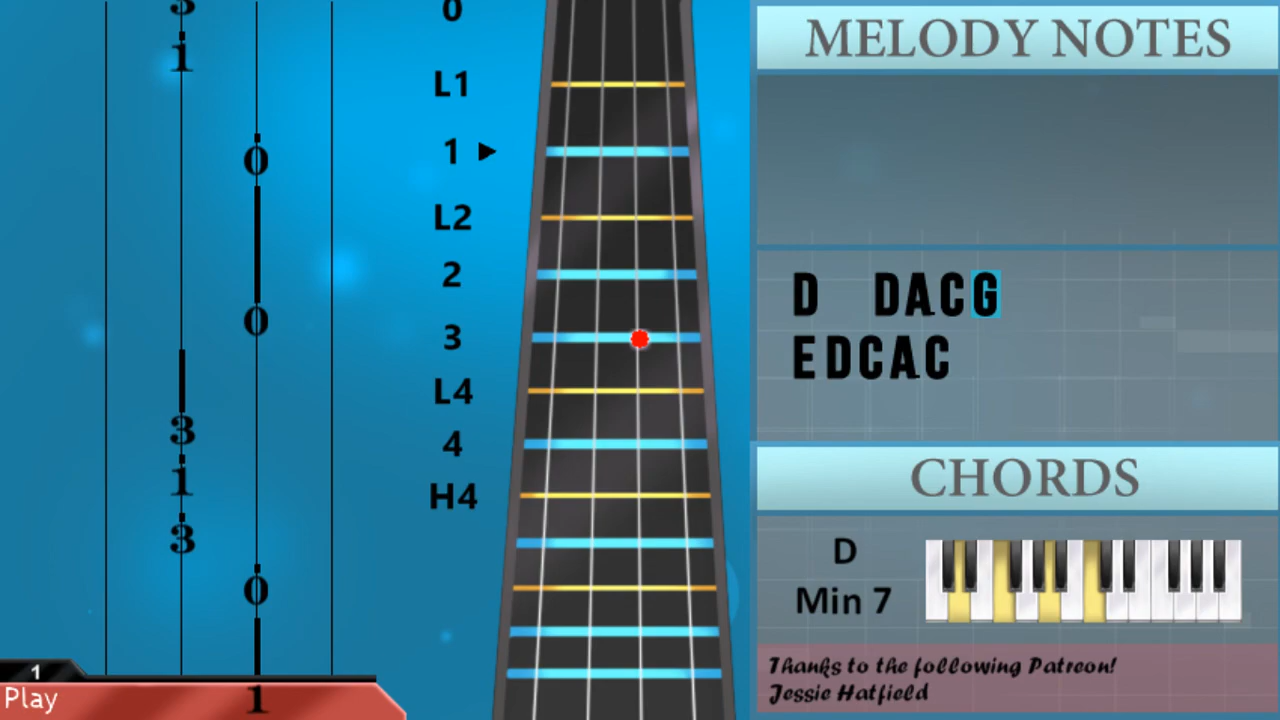 3
1
0
0
3
1
3
0
1
1
Play
0
L1
1 ►
L2
2
3
L4
4
H4
MELODY NOTES
D DACG
EDCAC
CHORDS
D
Min 7
Thanks to the following Patreon!
Jessie Hatfield